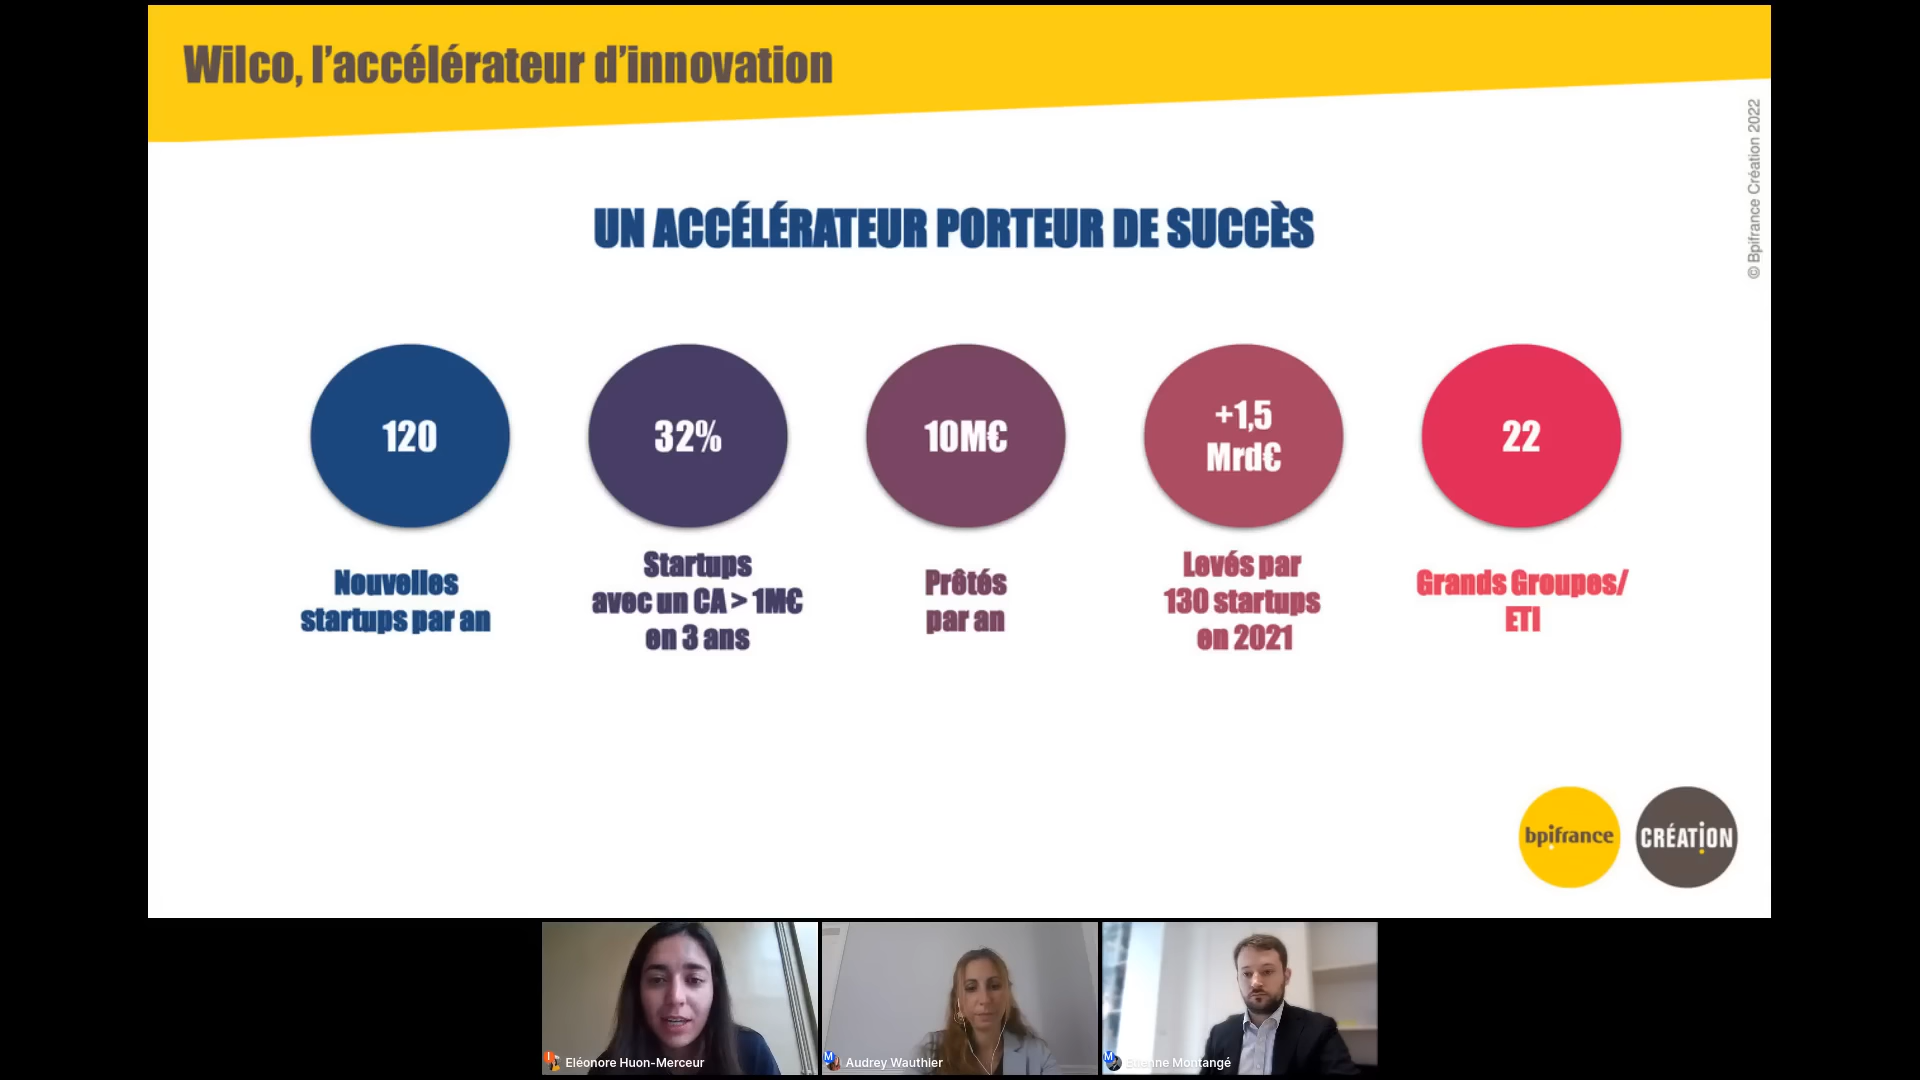 Wilco, l'accélérateur d'innovation
© Bpifrance Création 2022
UN ACCÉLÉRATEUR PORTEUR DE SUCCÈS
120
Nouvelles
startups par an
32%
Startups
avec un CA > 1M€
en 3 ans
10M€
Prêtés
par an
+1,5
Mrd€
Levés par
130 startups
en 2021
22
Grands Groupes/
ETI
bpifrance
CRÉATION
Eléonore Huon-Merceur
Audrey Wauthier
Etienne Montangé